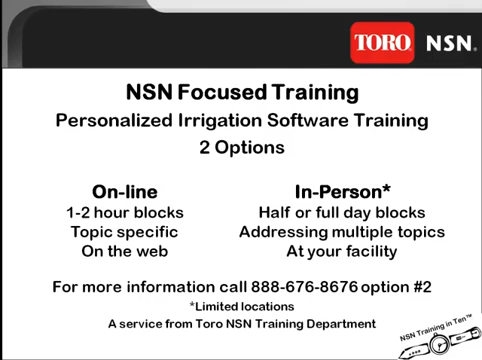 TORO NSN®
NSN Focused Training
Personalized Irrigation Software Training
2 Options
On-line
1-2 hour blocks
Topic specific
On the web
In-Person*
Half or full day blocks
Addressing multiple topics
At your facility
For more information call 888-676-8676 option #2
*Limited locations
A service from Toro NSN Training Department
NSN Training in Ten™